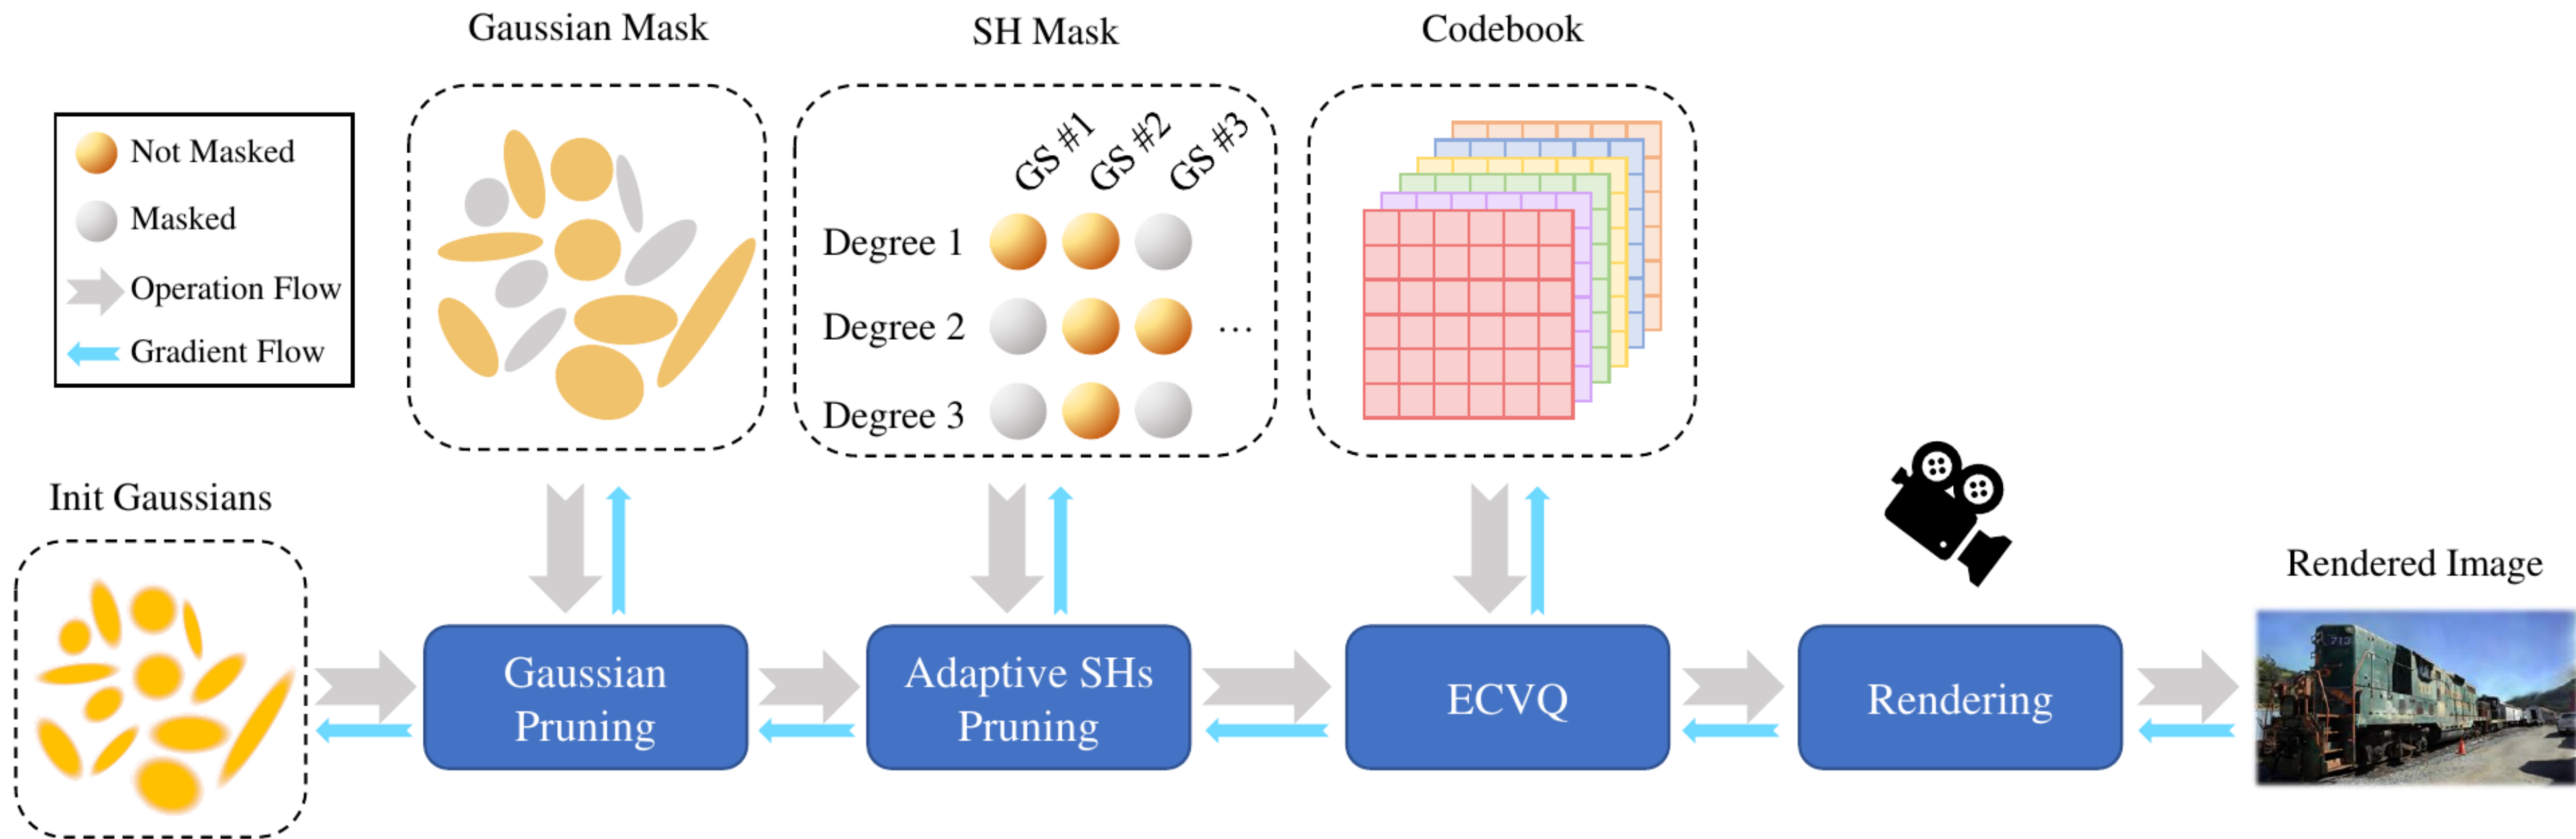 Gaussian Mask
SH Mask
Codebook
Not Masked
Masked
Operation Flow
Gradient Flow
GS #1
GS #2
GS #3
Degree 1
Degree 2
...
Degree 3
Init Gaussians
Rendered Image
Gaussian
Pruning
Adaptive SHs
Pruning
ECVQ
Rendering
713